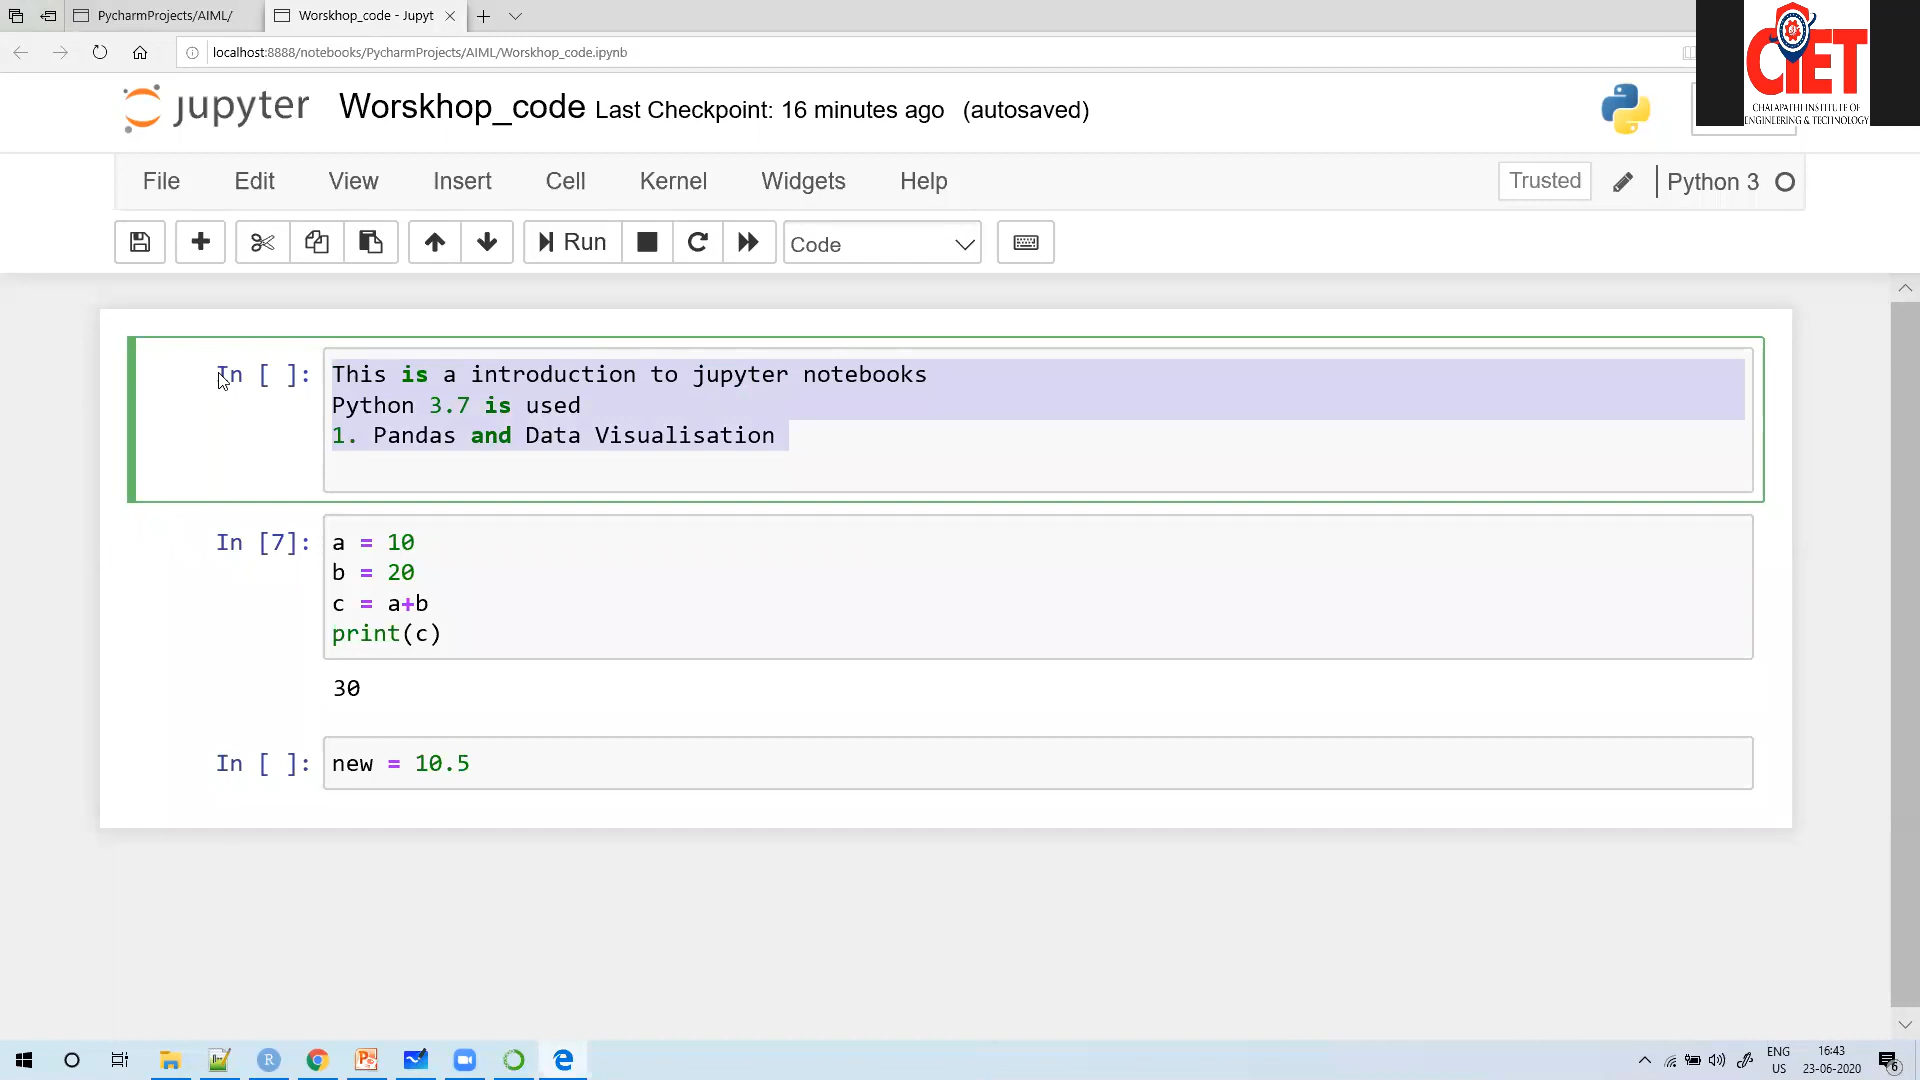 PycharmProjects/AIML/
Worskhop_code - Jupyt
localhost:8888/notebooks/PycharmProjects/AIML/Worskhop_code.ipynb
CIET
CHALAPATHI INSTITUTE OF
ENGINEERING & TECHNOLOGY
jupyter Worskhop_code Last Checkpoint: 16 minutes ago (autosaved)
File Edit View Insert Cell Kernel Widgets Help Trusted Python 3
Run Code
In [ ]: This is a introduction to jupyter notebooks
Python 3.7 is used
1. Pandas and Data Visualisation
In [7]: a = 10
b = 20
c = a+b
print(c)
30
In [ ]: new = 10.5
ENG 16:43
US 23-06-2020 6